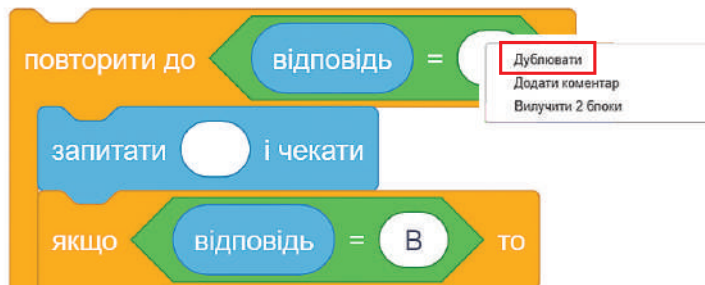 повторити до відповідь =
Дублювати
Додати коментар
Вилучити 2 блоки
запитати і чекати
якщо відповідь = В то